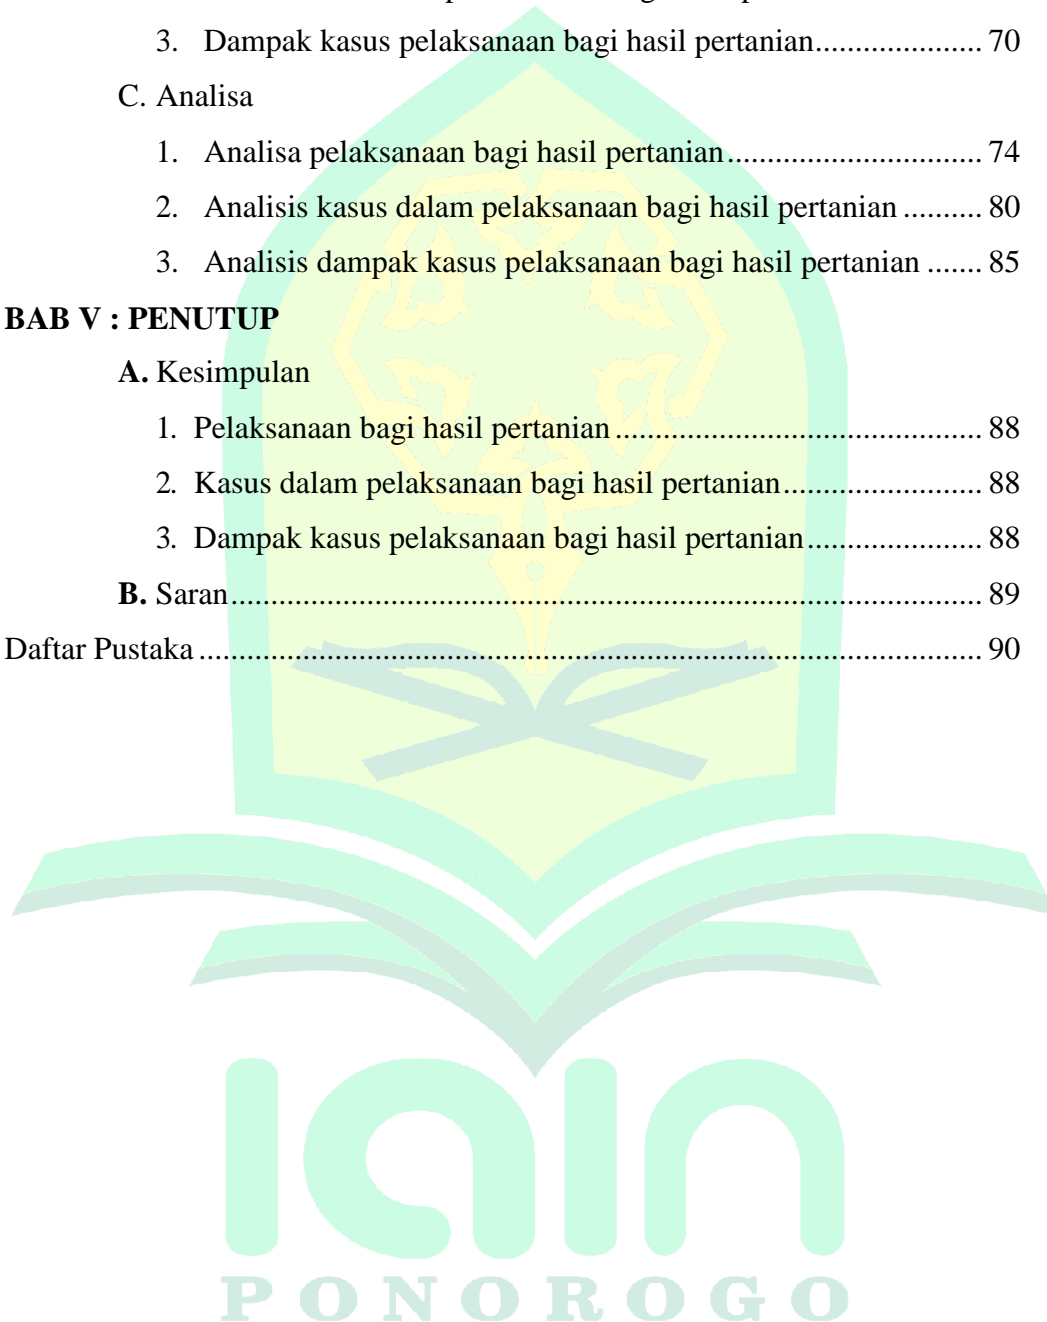 3. Dampak kasus pelaksanaan bagi hasil pertanian..................... 70
C. Analisa
1. Analisa pelaksanaan bagi hasil pertanian................................ 74
2. Analisis kasus dalam pelaksanaan bagi hasil pertanian .......... 80
3. Analisis dampak kasus pelaksanaan bagi hasil pertanian ....... 85
BAB V : PENUTUP
A. Kesimpulan
1. Pelaksanaan bagi hasil pertanian .............................................. 88
2. Kasus dalam pelaksanaan bagi hasil pertanian......................... 88
3. Dampak kasus pelaksanaan bagi hasil pertanian...................... 88
B. Saran.............................................................................................. 89
Daftar Pustaka .................................................................................................. 90
iain
PONOROGO